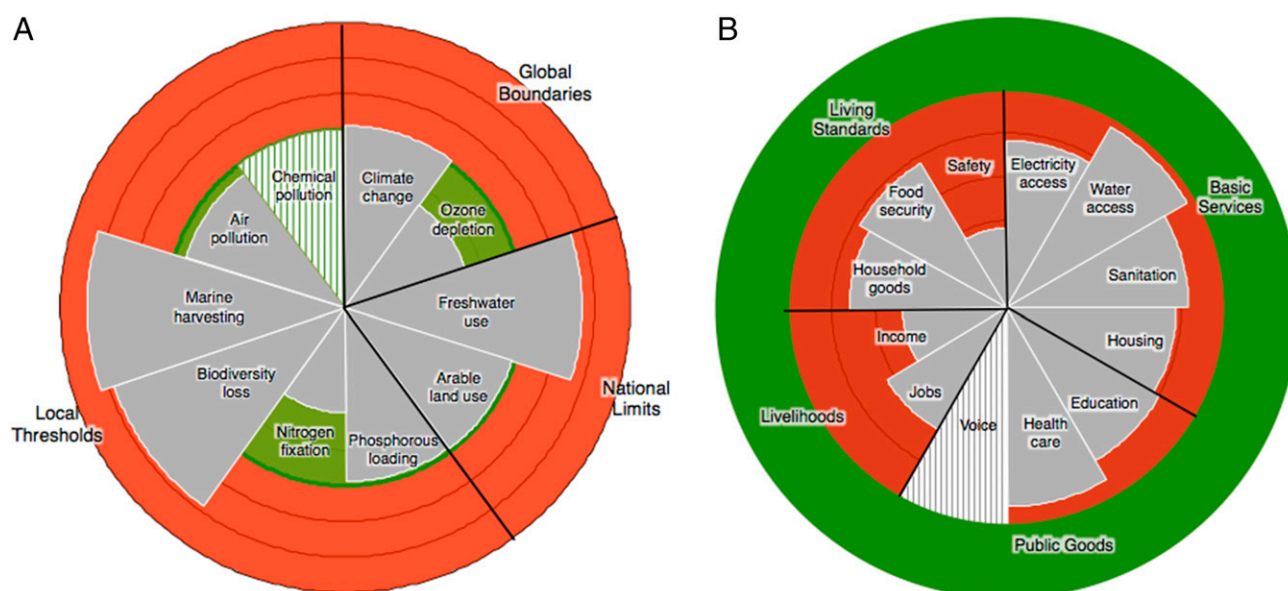 A
Global
Boundaries
Chemical
pollution
Climate
change
Ozone
depletion
Air
pollution
Freshwater
use
Marine
harvesting
Arable
land use
National
Limits
Biodiversity
loss
Local
Thresholds
Nitrogen
fixation
Phosphorous
loading
B
Living
Standards
Safety
Electricity
access
Water
access
Basic
Services
Food
security
Sanitation
Household
goods
Housing
Income
Jobs
Education
Livelihoods
Voice
Health
care
Public Goods